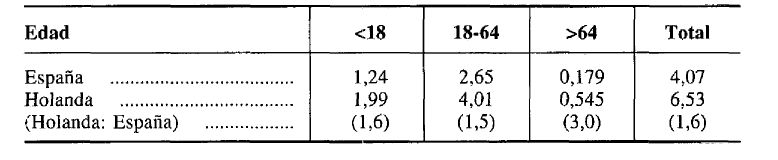 Edad <18 18-64 >64 Total
España .................................... 1,24 2,65 0,179 4,07
Holanda .................................. 1,99 4,01 0,545 6,53
(Holanda: España) .................. (1,6) (1,5) (3,0) (1,6)